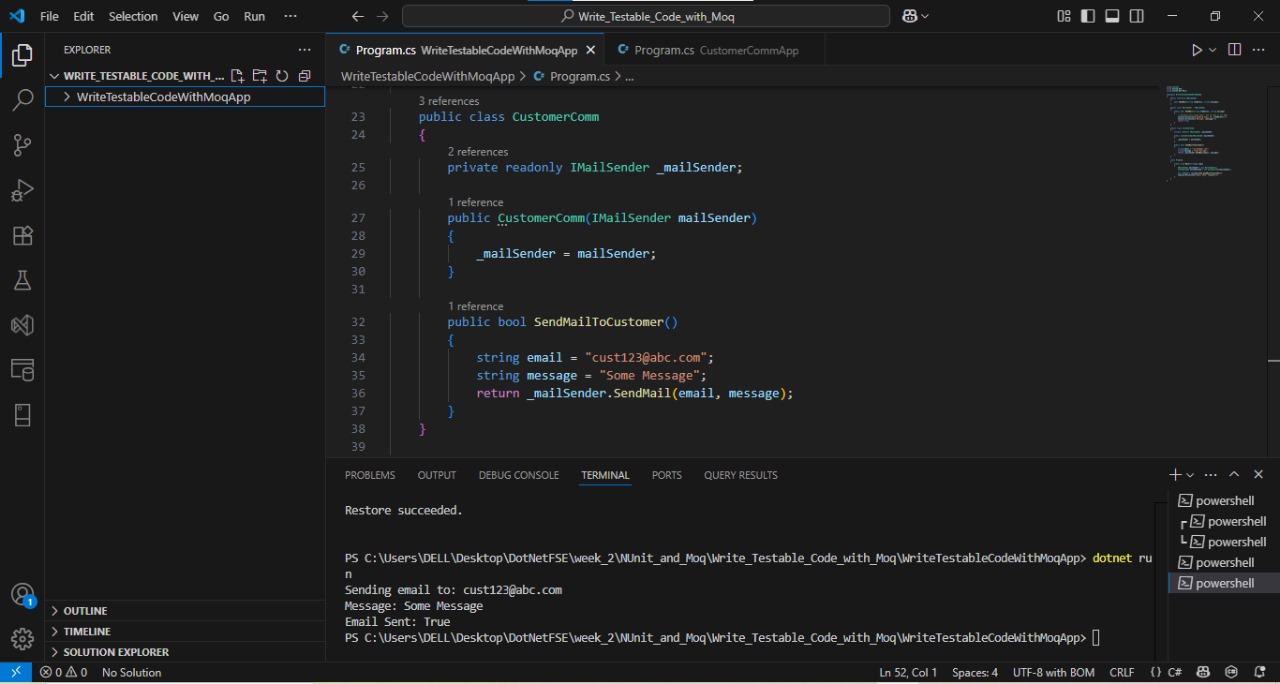 File Edit Selection View Go Run ··· Write_Testable_Code_with_Moq
EXPLORER ···
WRITE_TESTABLE_CODE_WITH_...
WriteTestableCodeWithMoqApp
OUTLINE
TIMELINE
SOLUTION EXPLORER
Program.cs WriteTestableCodeWithMoqApp Program.cs CustomerCommApp
WriteTestableCodeWithMoqApp > Program.cs > ...
3 references
23 public class CustomerComm
24 {
2 references
25 private readonly IMailSender _mailSender;
26
1 reference
27 public CustomerComm(IMailSender mailSender)
28 {
29 _mailSender = mailSender;
30 }
31
1 reference
32 public bool SendMailToCustomer()
33 {
34 string email = "cust123@abc.com";
35 string message = "Some Message";
36 return _mailSender.SendMail(email, message);
37 }
38 }
39
PROBLEMS OUTPUT DEBUG CONSOLE TERMINAL PORTS QUERY RESULTS
Restore succeeded.
PS C:\Users\DELL\Desktop\DotNetFSE\week_2\NUnit_and_Moq\Write_Testable_Code_with_Moq\WriteTestableCodeWithMoqApp> dotnet ru
n
Sending email to: cust123@abc.com
Message: Some Message
Email Sent: True
PS C:\Users\DELL\Desktop\DotNetFSE\week_2\NUnit_and_Moq\Write_Testable_Code_with_Moq\WriteTestableCodeWithMoqApp>
powershell
powershell
powershell
powershell
powershell
1
0 0 No Solution Ln 52, Col 1 Spaces: 4 UTF-8 with BOM CRLF {} C#